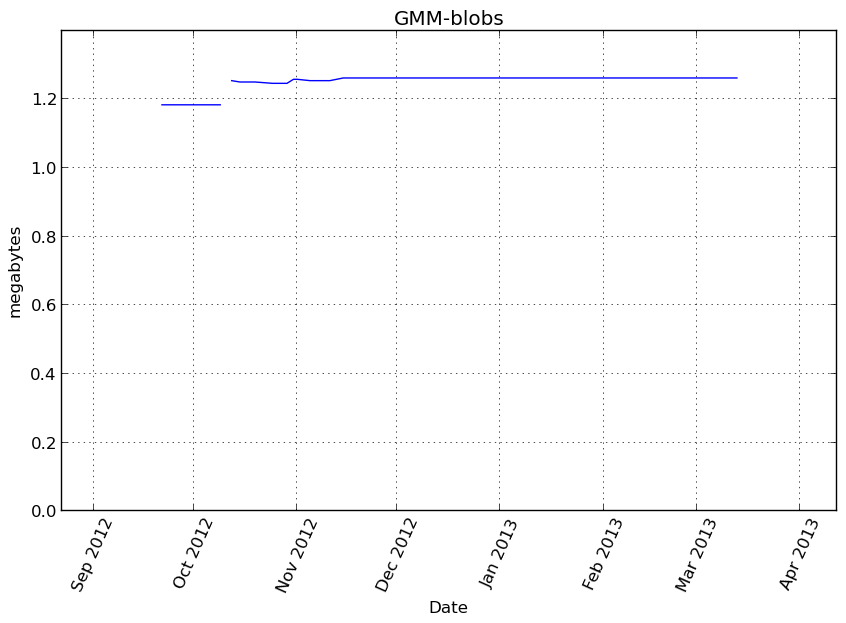 GMM-blobs
megabytes
1.2
1.0
0.8
0.6
0.4
0.2
0.0
Sep 2012
Oct 2012
Nov 2012
Dec 2012
Jan 2013
Feb 2013
Mar 2013
Apr 2013
Date